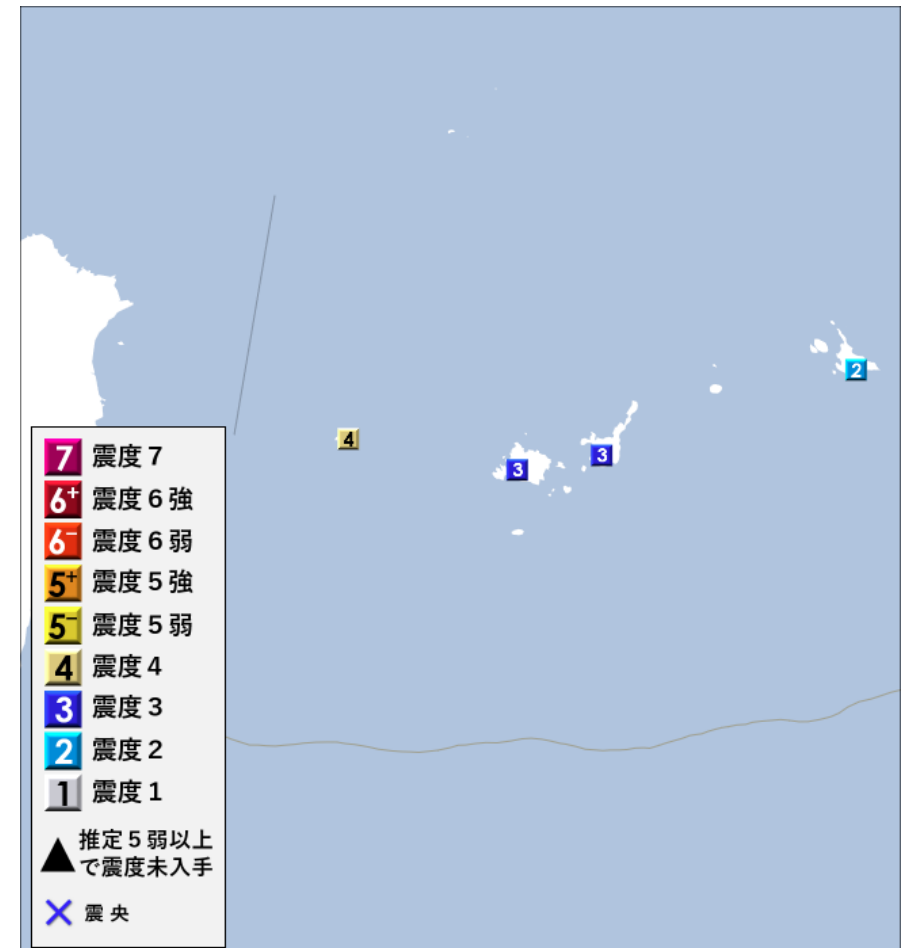 2
4
3
3
7 震度７
6+ 震度６強
6- 震度６弱
5+ 震度５強
5- 震度５弱
4 震度４
3 震度３
2 震度２
1 震度１
推定５弱以上
で震度未入手
震央